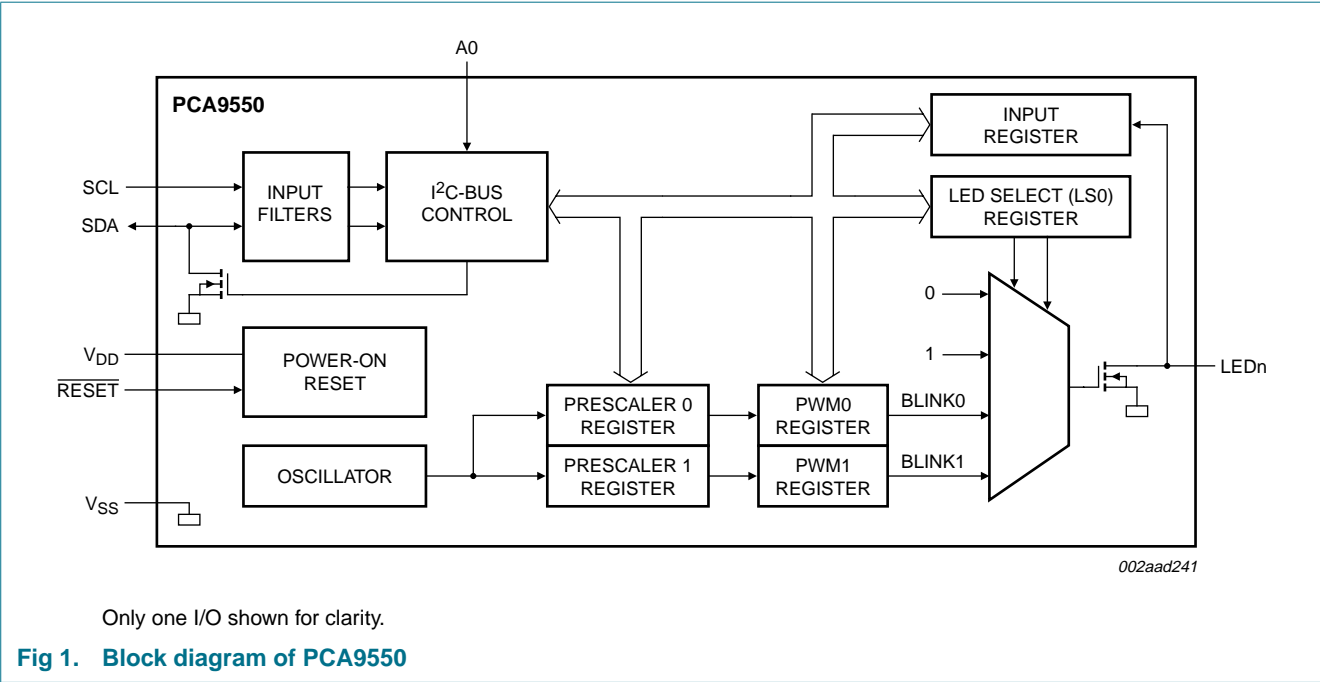 A0
PCA9550
SCL
SDA
INPUT
FILTERS
I2C-BUS
CONTROL
INPUT
REGISTER
LED SELECT (LS0)
REGISTER
0
1
VDD
RESET
POWER-ON
RESET
PRESCALER 0
REGISTER
PWM0
REGISTER
BLINK0
LEDn
OSCILLATOR
PRESCALER 1
REGISTER
PWM1
REGISTER
BLINK1
VSS
002aad241
Only one I/O shown for clarity.
Fig 1. Block diagram of PCA9550